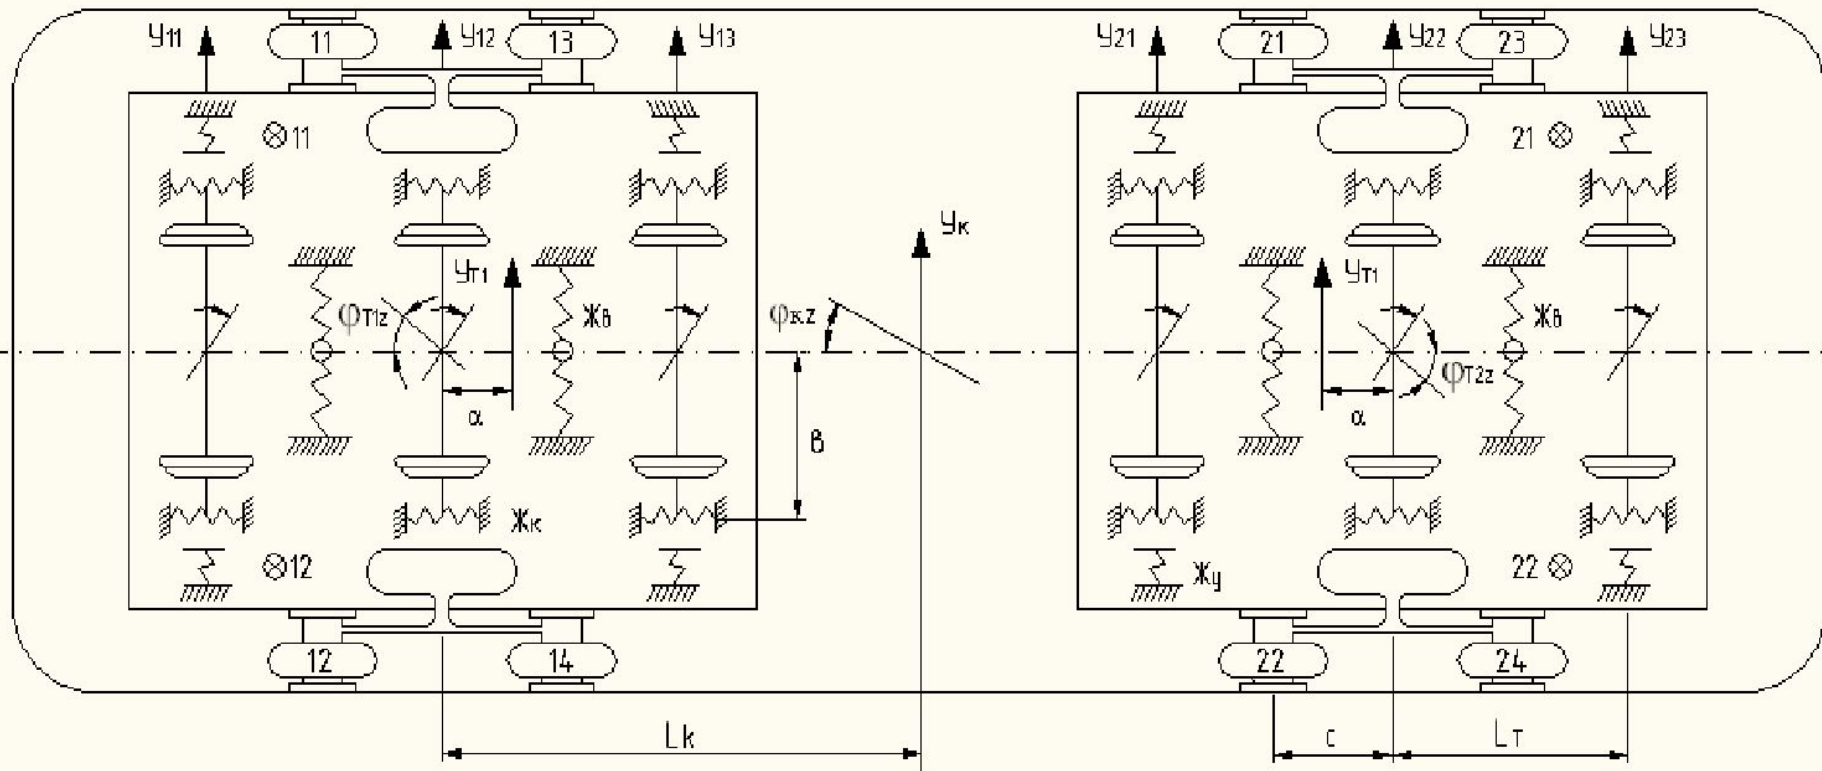 У11
11
У12
13
У13
У21
21
У22
23
У23
11
21
Ук
Ут1
φт1z
Жв
φкz
Ут1
Жв
φт2z
α
α
в
Жк
12
Жу
22
12
14
22
24
Lк
с
Lт